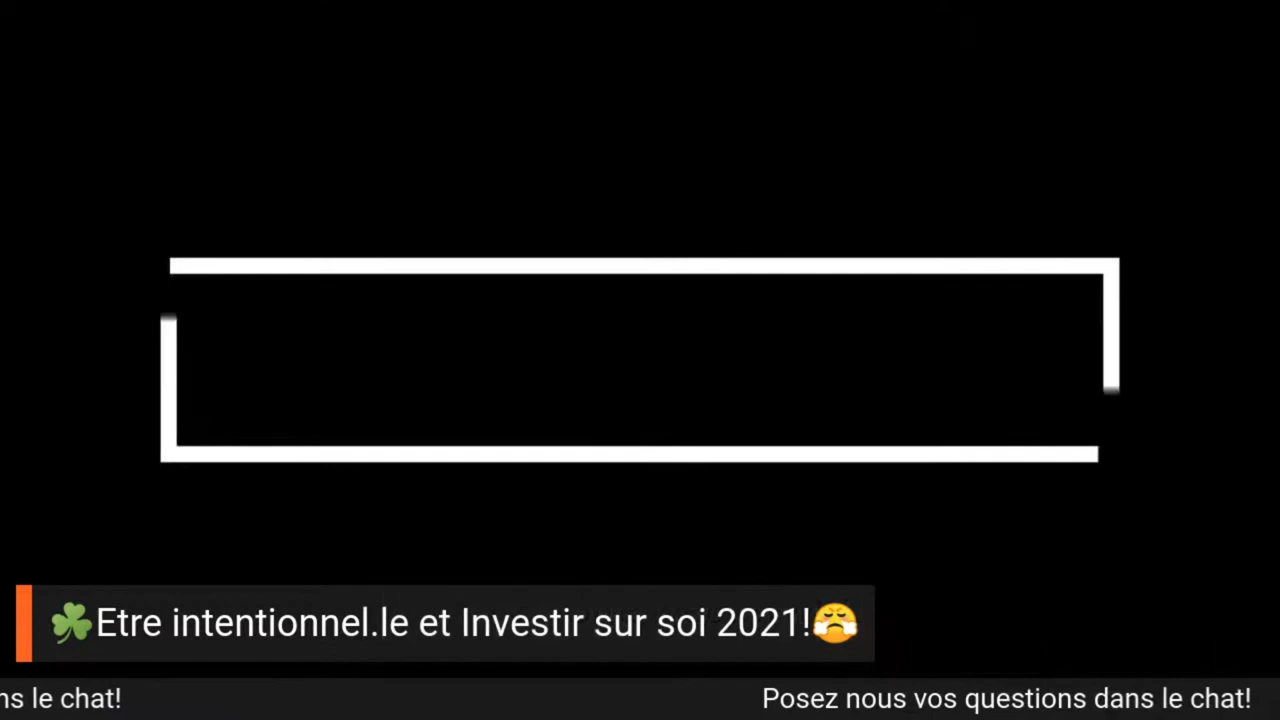 ☘️Etre intentionnel.le et Investir sur soi 2021!😤
ns le chat! Posez nous vos questions dans le chat!